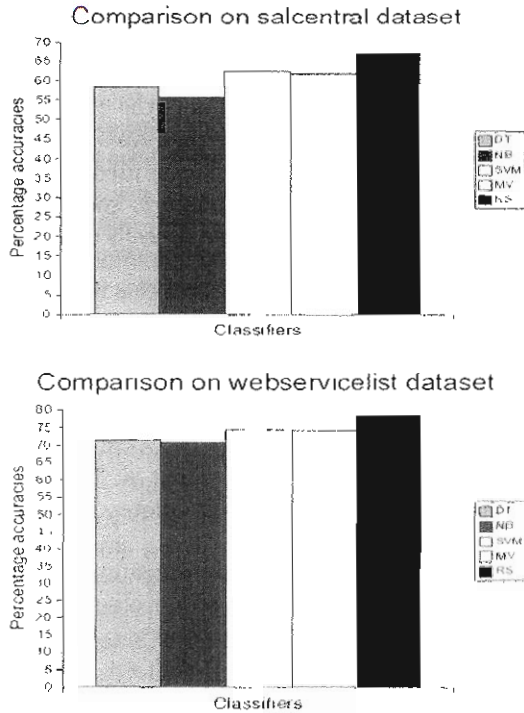 Comparison on salcentral dataset
70
65
60
55
50
45
40
35
30
25
20
15
10
5
0
Percentage accuracies
Classifiers
DT
NB
SVM
MV
Comparison on webservicelist dataset
80
75
70
65
60
55
50
40
35
30
25
20
15
10
5
0
Percentage accuracies
Classifiers
DT
NB
SVM
MV
RS